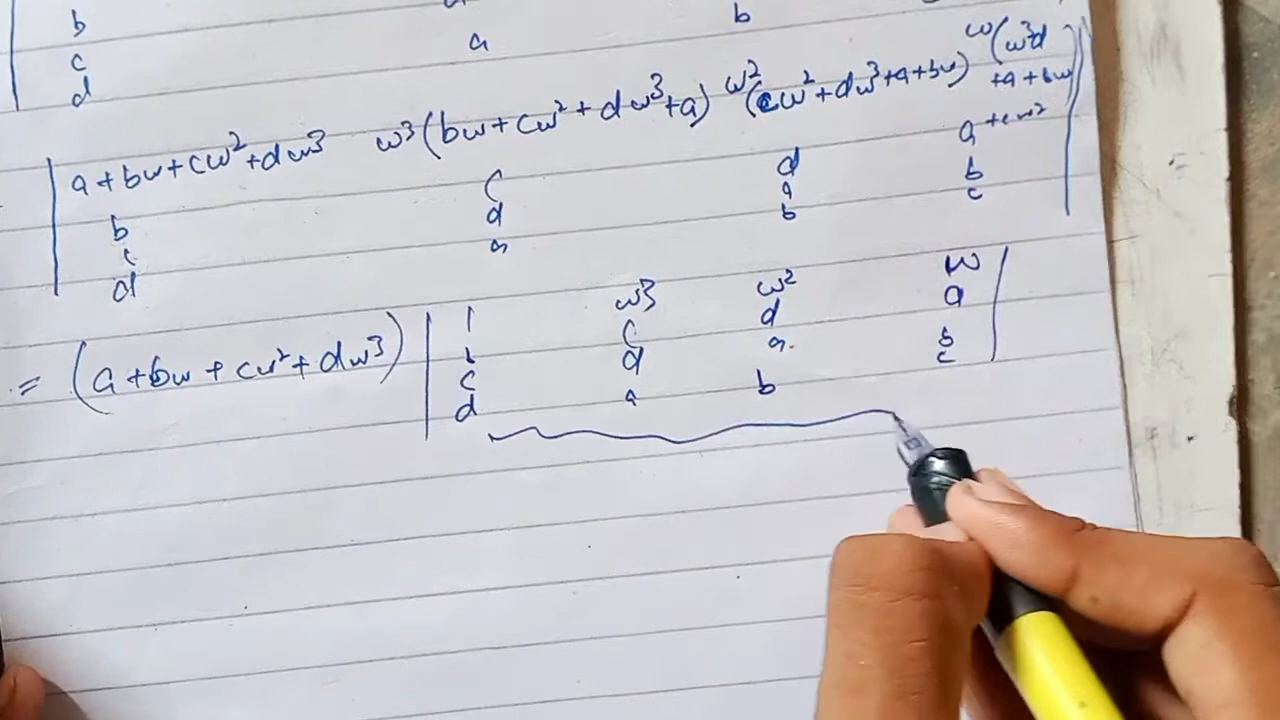 b
b
c
a
d
a + bω + cω² + dω³ ω³(bω + cω² + dω³ + a) ω²(cω² + dω³ + a + bω) ω(ω³d
+ a + bω
+ cω²)
b c d a
c d a b
d a b c
= (a + bω + cω² + dω³) | 1 ω³ ω² ω |
b c d a
c d a b
d a b c